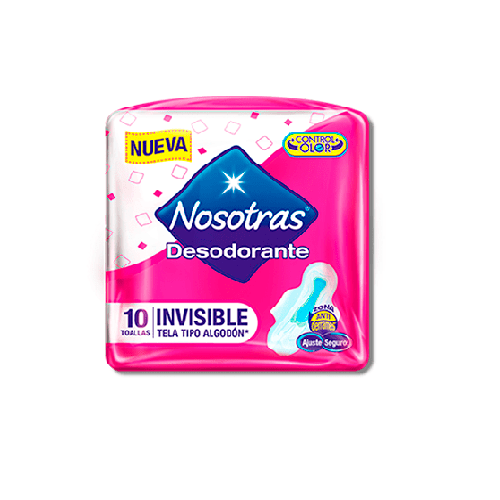 NUEVA
CONTROL
OLOR
Nosotras
Desodorante
10
TOALLAS
INVISIBLE
TELA TIPO ALGODÓN*
ZONA
ANTI
derrames
Ajuste Seguro